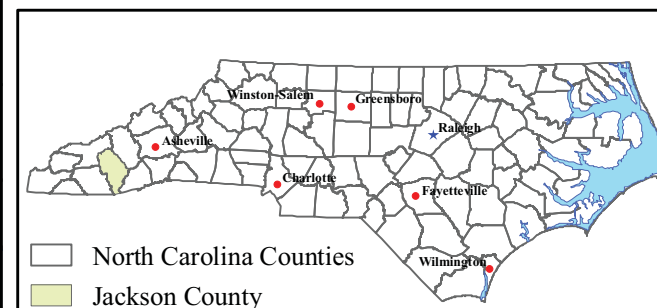 Winston-Salem
Greensboro
Raleigh
Asheville
Charlotte
Fayetteville
Wilmington
North Carolina Counties
Jackson County